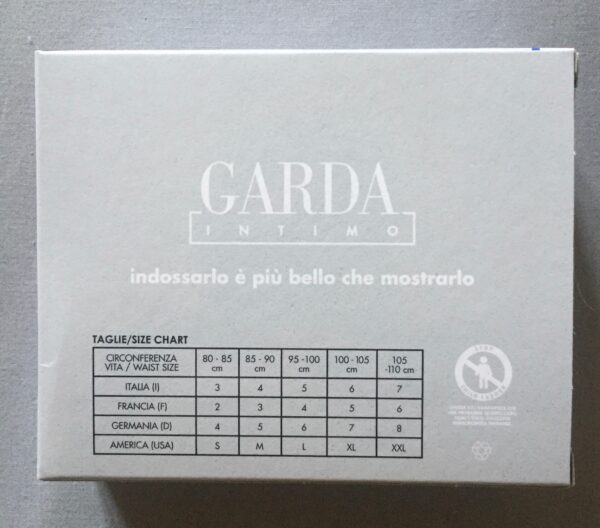 GARDA
INTIMO
indossarlo è più bello che mostrarlo
TAGLIE/SIZE CHART
CIRCONFERENZA VITA / WAIST SIZE 80 - 85 cm 85 - 90 cm 95 -100 cm 100 - 105 cm 105 -110 cm
ITALIA (I) 3 4 5 6 7
FRANCIA (F) 2 3 4 5 6
GERMANIA (D) 4 5 6 7 8
AMERICA (USA) S M L XL XXL
STOP